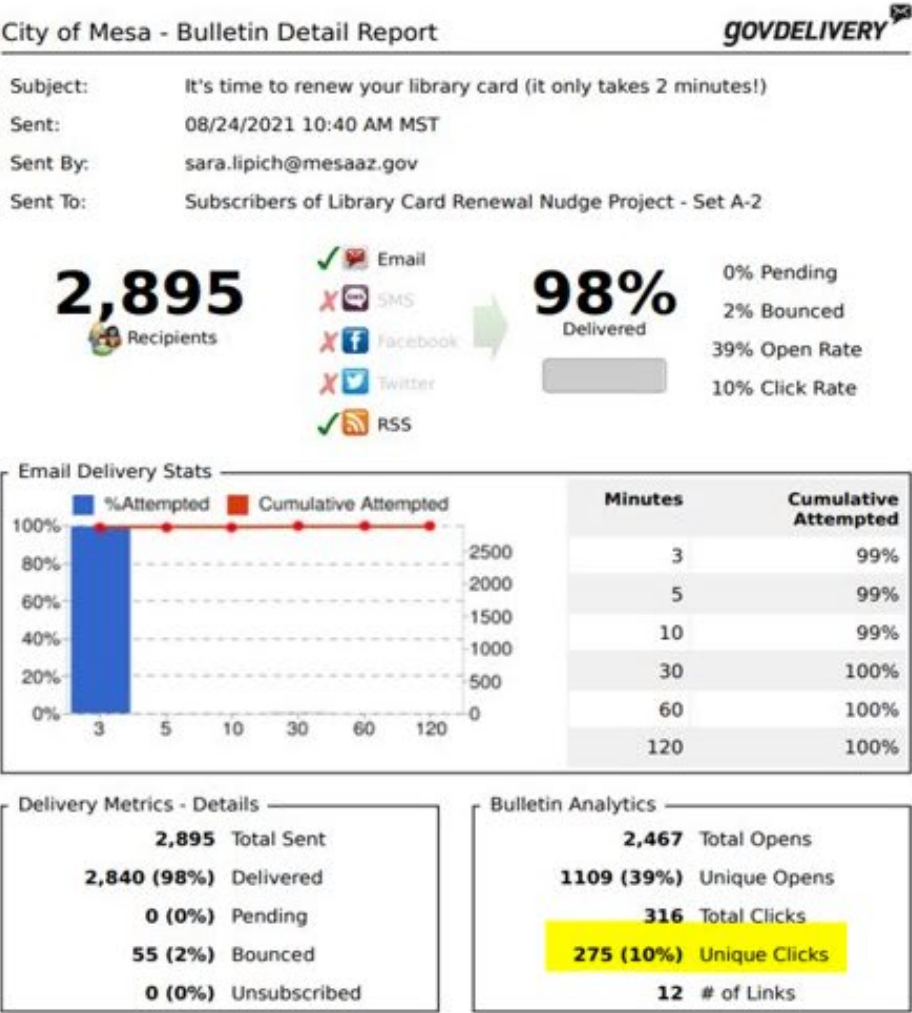 City of Mesa - Bulletin Detail Report
GOVDELIVERY
Subject: It's time to renew your library card (it only takes 2 minutes!)
Sent: 08/24/2021 10:40 AM MST
Sent By: sara.lipich@mesaaz.gov
Sent To: Subscribers of Library Card Renewal Nudge Project - Set A-2
2,895
Recipients
Email
SMS
Facebook
Twitter
RSS
98%
Delivered
0% Pending
2% Bounced
39% Open Rate
10% Click Rate
Email Delivery Stats
%Attempted Cumulative Attempted
100%
80%
60%
40%
20%
0%
2500
2000
1500
1000
500
0
3 5 10 30 60 120
Minutes Cumulative
Attempted
3 99%
5 99%
10 99%
30 100%
60 100%
120 100%
Delivery Metrics - Details
2,895 Total Sent
2,840 (98%) Delivered
0 (0%) Pending
55 (2%) Bounced
0 (0%) Unsubscribed
Bulletin Analytics
2,467 Total Opens
1109 (39%) Unique Opens
316 Total Clicks
275 (10%) Unique Clicks
12 # of Links